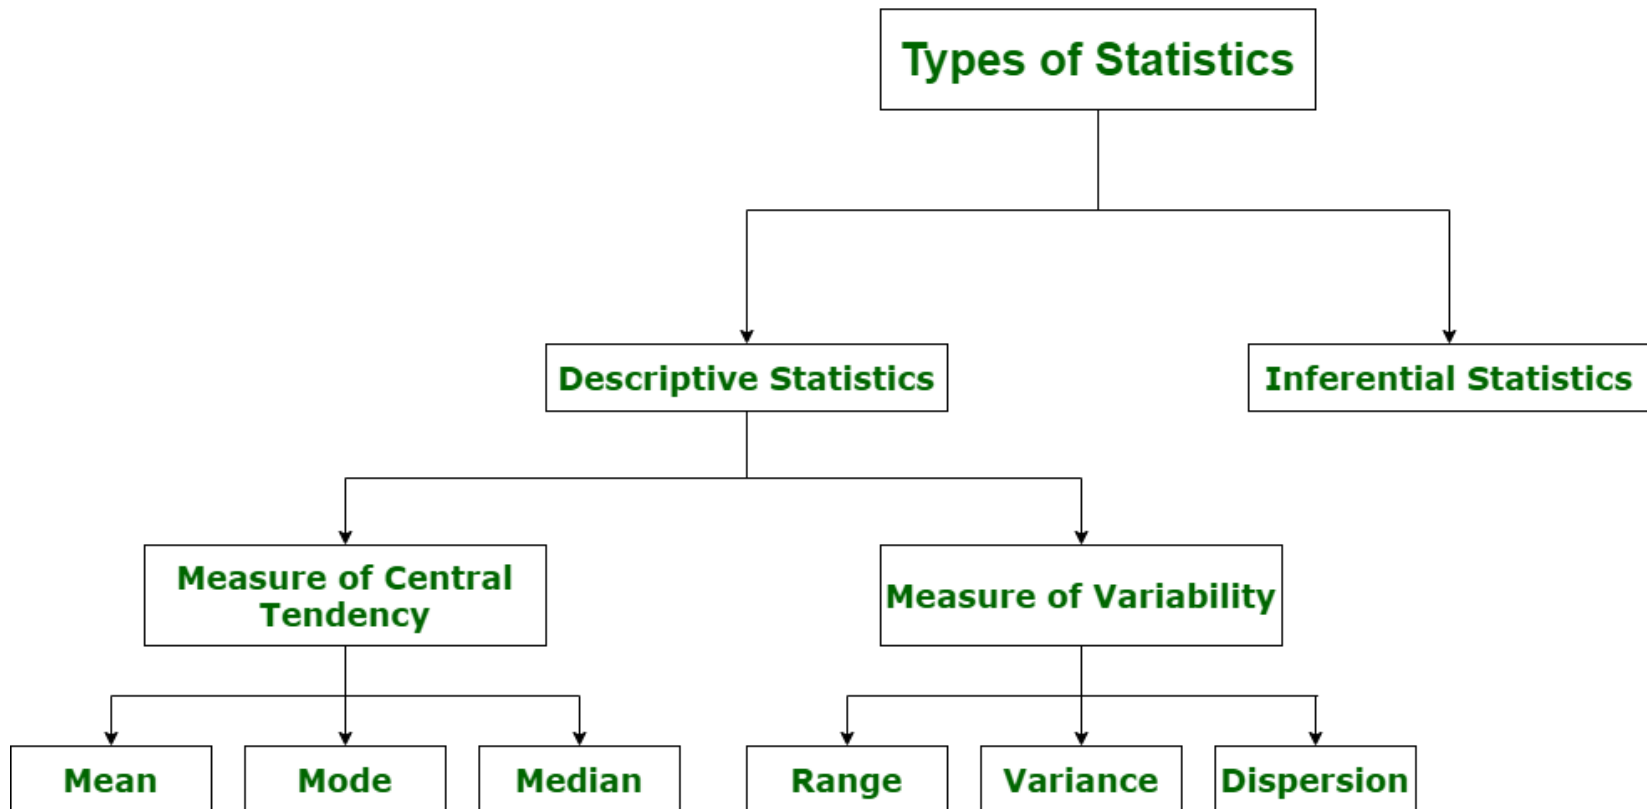 Types of Statistics
Descriptive Statistics
Inferential Statistics
Measure of Central
Tendency
Measure of Variability
Mean
Mode
Median
Range
Variance
Dispersion